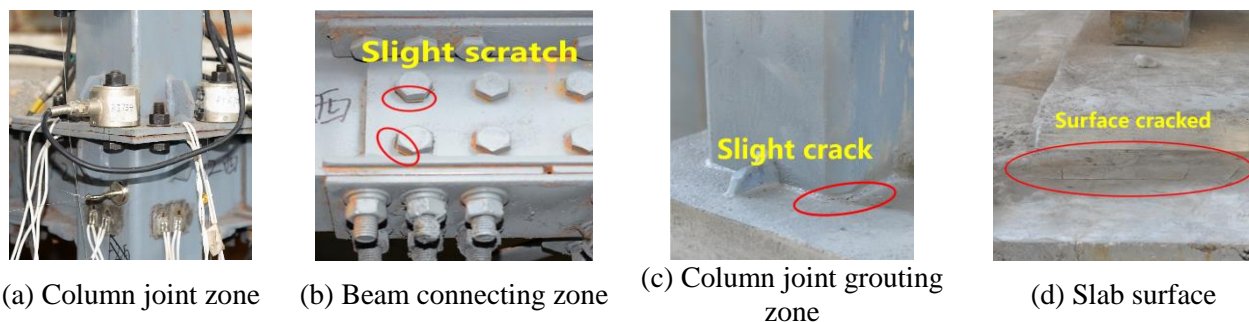 Slight scratch
Slight crack
Surface cracked
(a) Column joint zone
(b) Beam connecting zone
(c) Column joint grouting
zone
(d) Slab surface